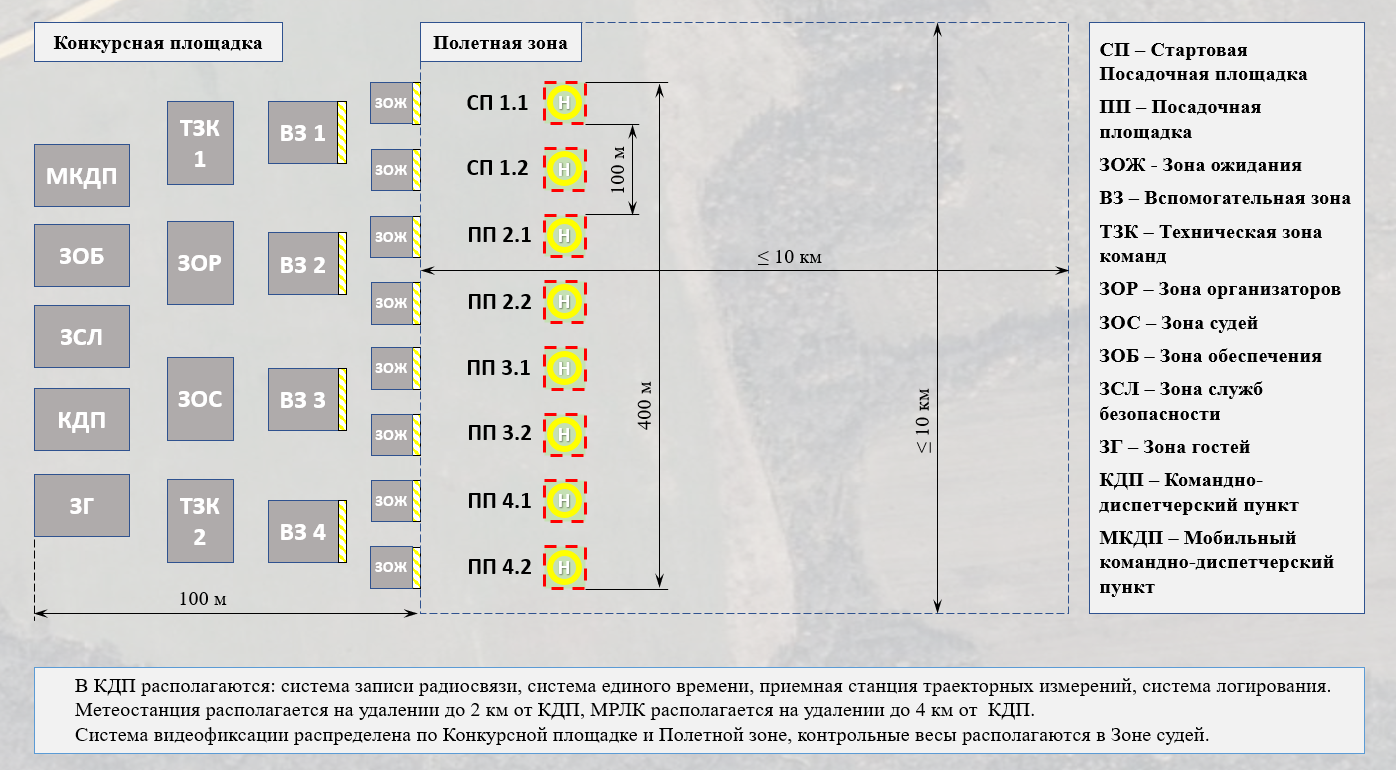 Конкурсная площадка
Полетная зона
МКДП
ЗОБ
ЗСЛ
КДП
ЗГ
ТЗК
1
ЗОР
ЗОС
ТЗК
2
ВЗ 1
ВЗ 2
ВЗ 3
ВЗ 4
ЗОЖ
ЗОЖ
ЗОЖ
ЗОЖ
ЗОЖ
ЗОЖ
ЗОЖ
ЗОЖ
СП 1.1
H
СП 1.2
H
ПП 2.1
H
ПП 2.2
H
ПП 3.1
H
ПП 3.2
H
ПП 4.1
H
ПП 4.2
H
100 м
400 м
≤ 10 км
≤ 10 км
100 м
СП – Стартовая
Посадочная площадка
ПП – Посадочная
площадка
ЗОЖ - Зона ожидания
ВЗ – Вспомогательная зона
ТЗК – Техническая зона
команд
ЗОР – Зона организаторов
ЗОС – Зона судей
ЗОБ – Зона обеспечения
ЗСЛ – Зона служб
безопасности
ЗГ – Зона гостей
КДП – Командно-
диспетчерский пункт
МКДП – Мобильный
командно-диспетчерский
пункт
В КДП располагаются: система записи радиосвязи, система единого времени, приемная станция траекторных измерений, система логирования.
Метеостанция располагается на удалении до 2 км от КДП, МРЛК располагается на удалении до 4 км от КДП.
Система видеофиксации распределена по Конкурсной площадке и Полетной зоне, контрольные весы располагаются в Зоне судей.